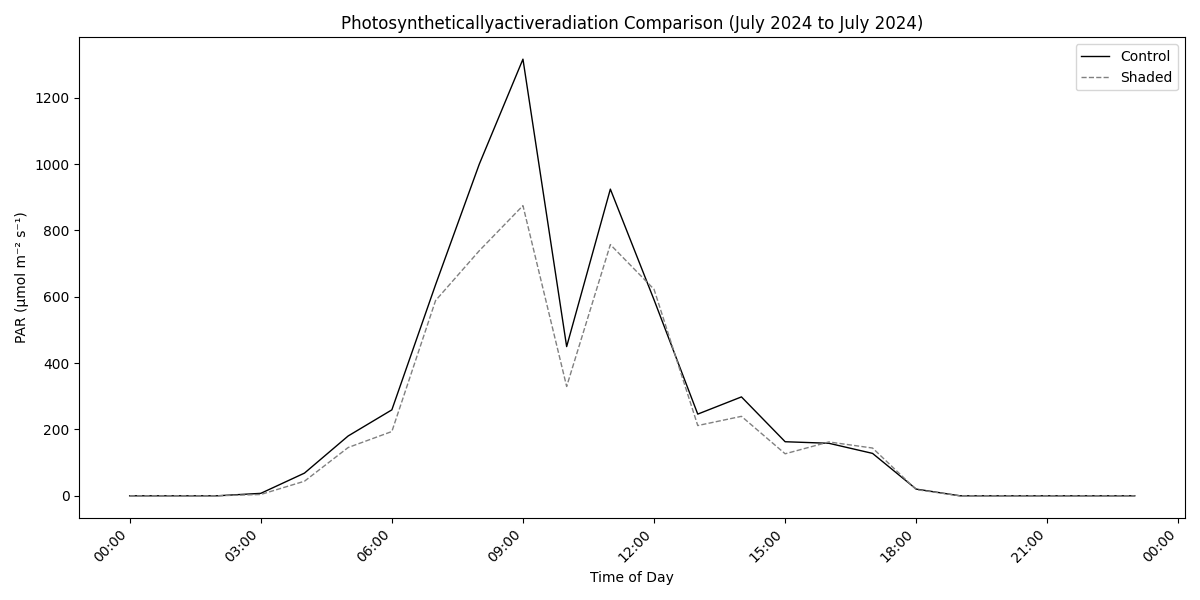 Photosyntheticallyactiveradiation Comparison (July 2024 to July 2024)
Control
Shaded
PAR (μmol m⁻² s⁻¹)
1200
1000
800
600
400
200
0
00:00 03:00 06:00 09:00 12:00 15:00 18:00 21:00 00:00
Time of Day